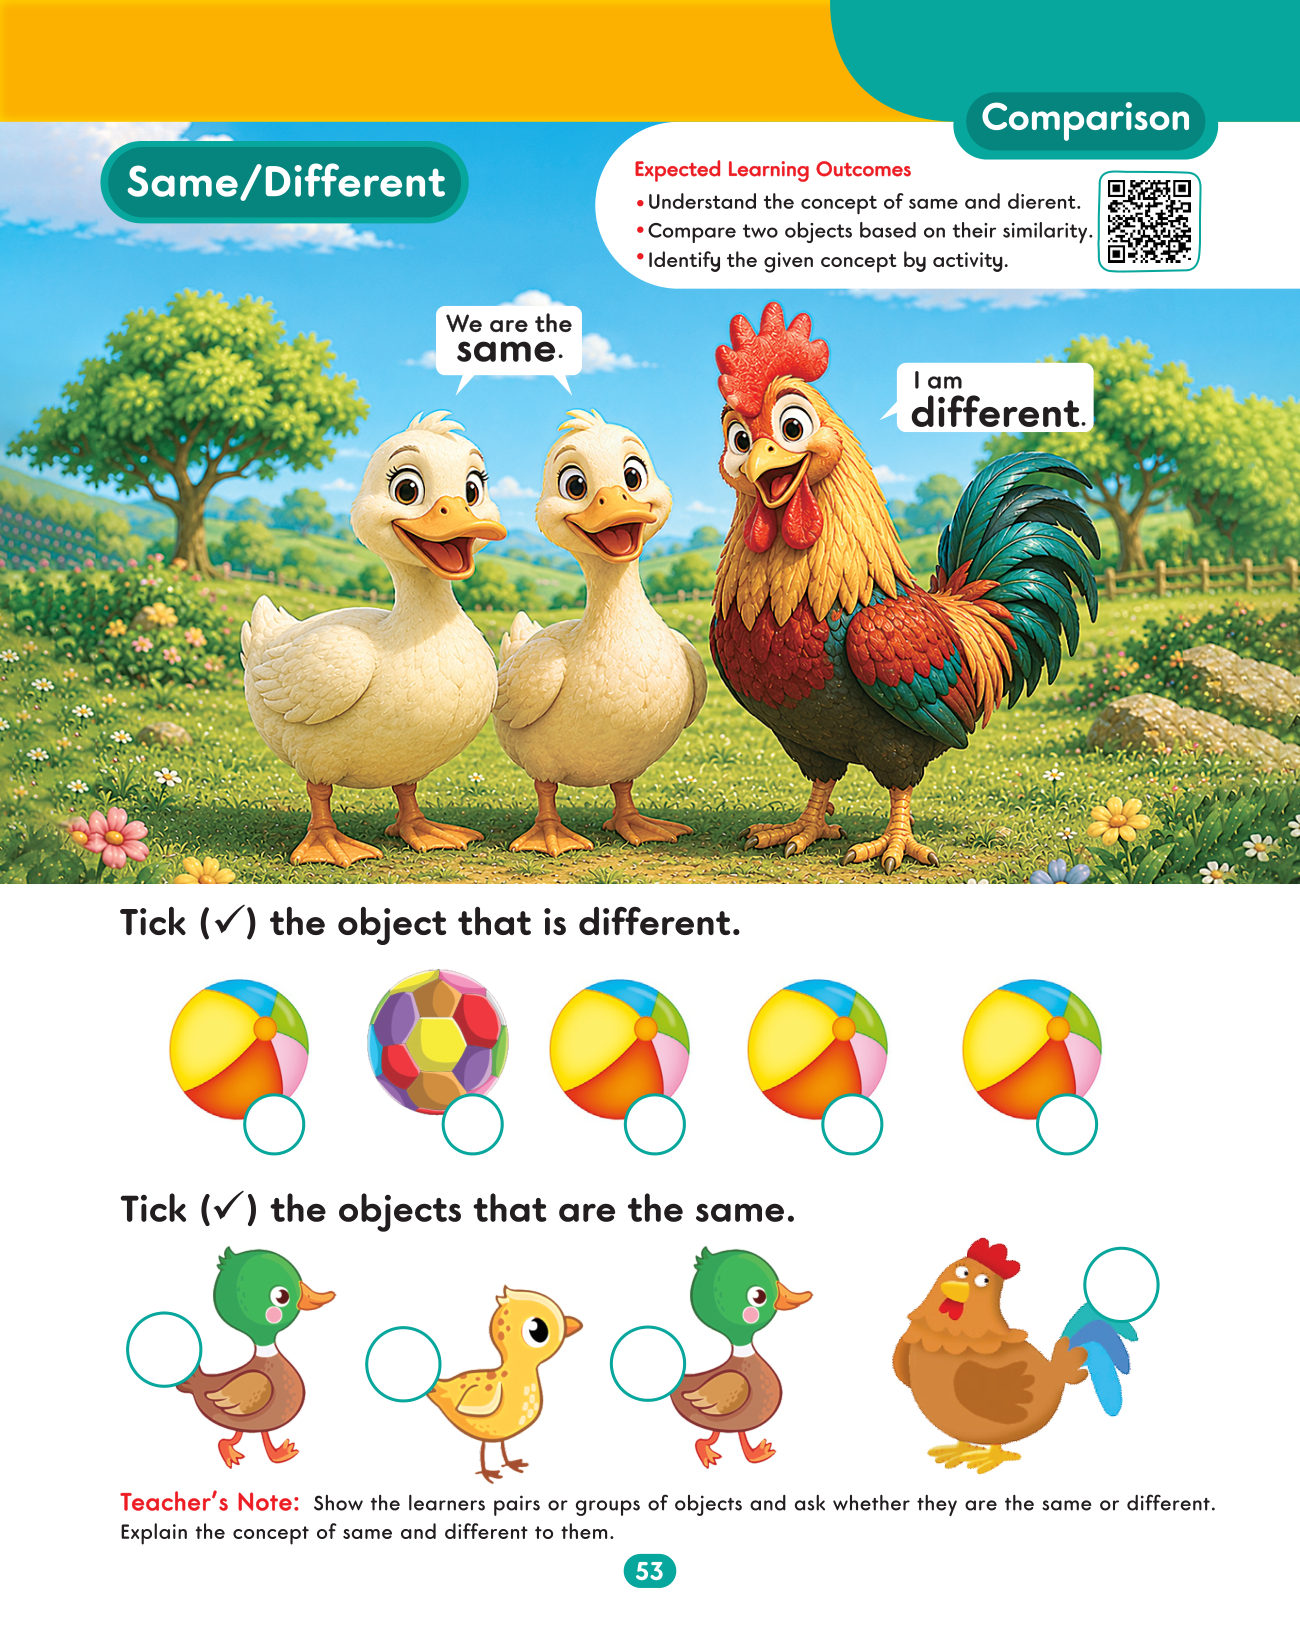 Comparison
Same/Different
Expected Learning Outcomes
• Understand the concept of same and dierent.
• Compare two objects based on their similarity.
• Identify the given concept by activity.
We are the
same.
I am
different.
Tick (✓) the object that is different.
Tick (✓) the objects that are the same.
Teacher's Note: Show the learners pairs or groups of objects and ask whether they are the same or different.
Explain the concept of same and different to them.
53